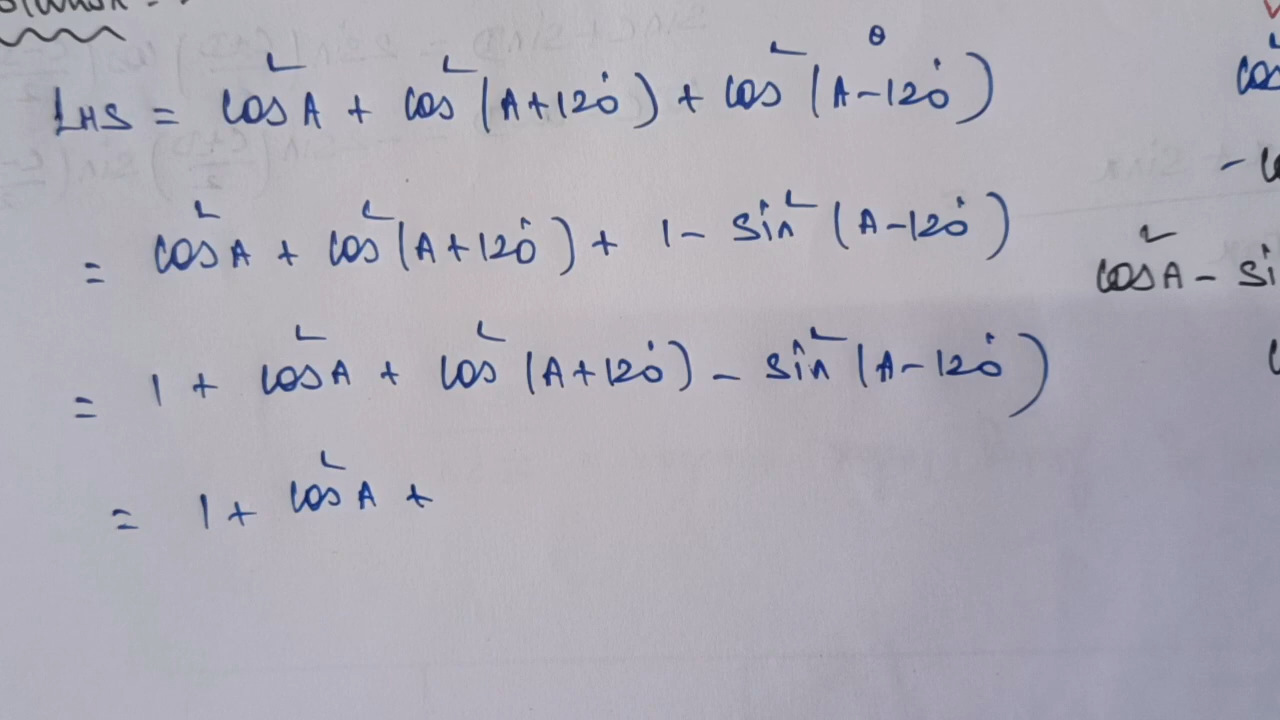 LHS = cos²A + cos²(A+120°) + cos²(A-120°) θ
= cos²A + cos²(A+120°) + 1 - sin²(A-120°)
cos²A - si
= 1 + cos²A + cos²(A+120°) - sin²(A-120°)
= 1 + cos²A +